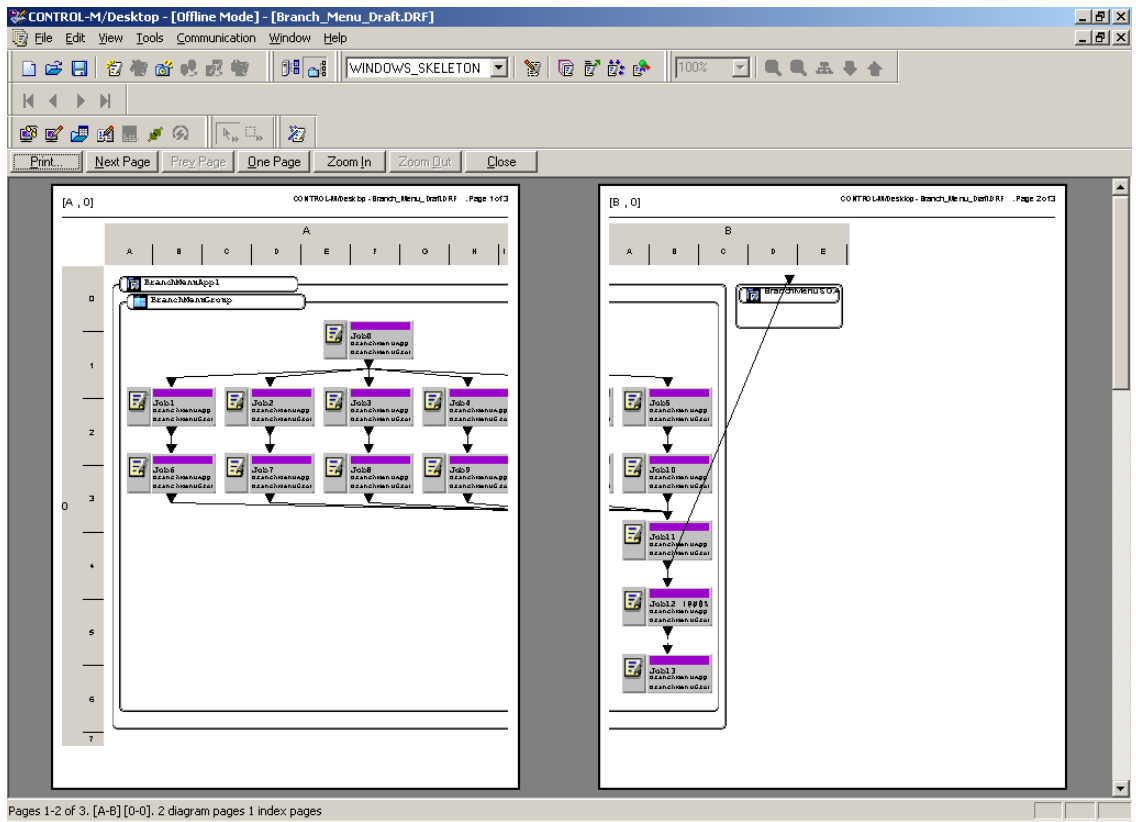 CONTROL-M/Desktop - [Offline Mode] - [Branch_Menu_Draft.DRF]
File Edit View Tools Communication Window Help
WINDOWS_SKELETON 100%
Print... Next Page Prev Page One Page Zoom In Zoom Out Close
[A , 0] CONTROL-M/Desktop - Branch_Menu_Draft.DRF . Page 1 of 3
A
A B C D E F G H I
0
1
2
3
4
5
6
7
0
BranchMenuApp1
BranchMenuGroup
Job0
Job1 Job2 Job3 Job4
Job6 Job7 Job8 Job9
[B , 0] CONTROL-M/Desktop - Branch_Menu_Draft.DRF . Page 2 of 3
B
A B C D E
Job5
Job10
Job11
Job12
Job13
Pages 1-2 of 3. [A-B] [0-0]. 2 diagram pages 1 index pages